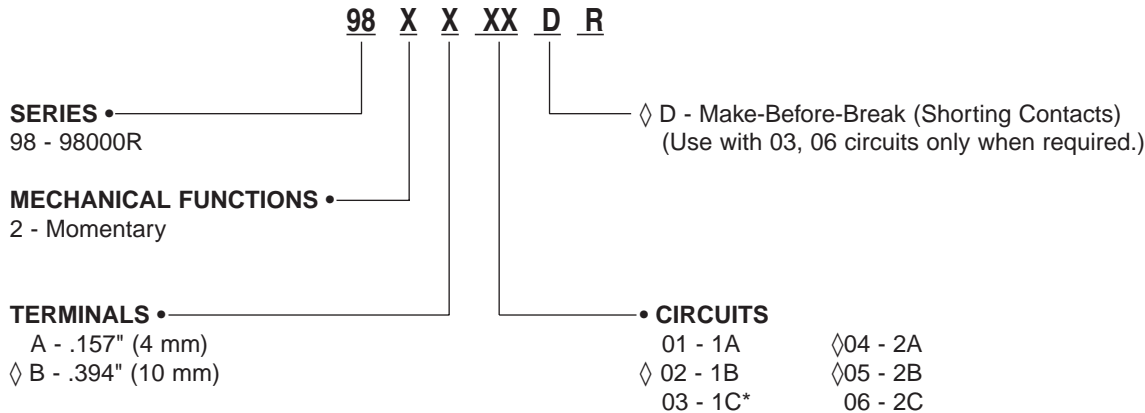 98 X X XX D R
SERIES •
98 - 98000R
◊ D - Make-Before-Break (Shorting Contacts)
(Use with 03, 06 circuits only when required.)
MECHANICAL FUNCTIONS •
2 - Momentary
TERMINALS •
A - .157" (4 mm)
◊ B - .394" (10 mm)
• CIRCUITS
01 - 1A ◊04 - 2A
◊ 02 - 1B ◊05 - 2B
03 - 1C* 06 - 2C